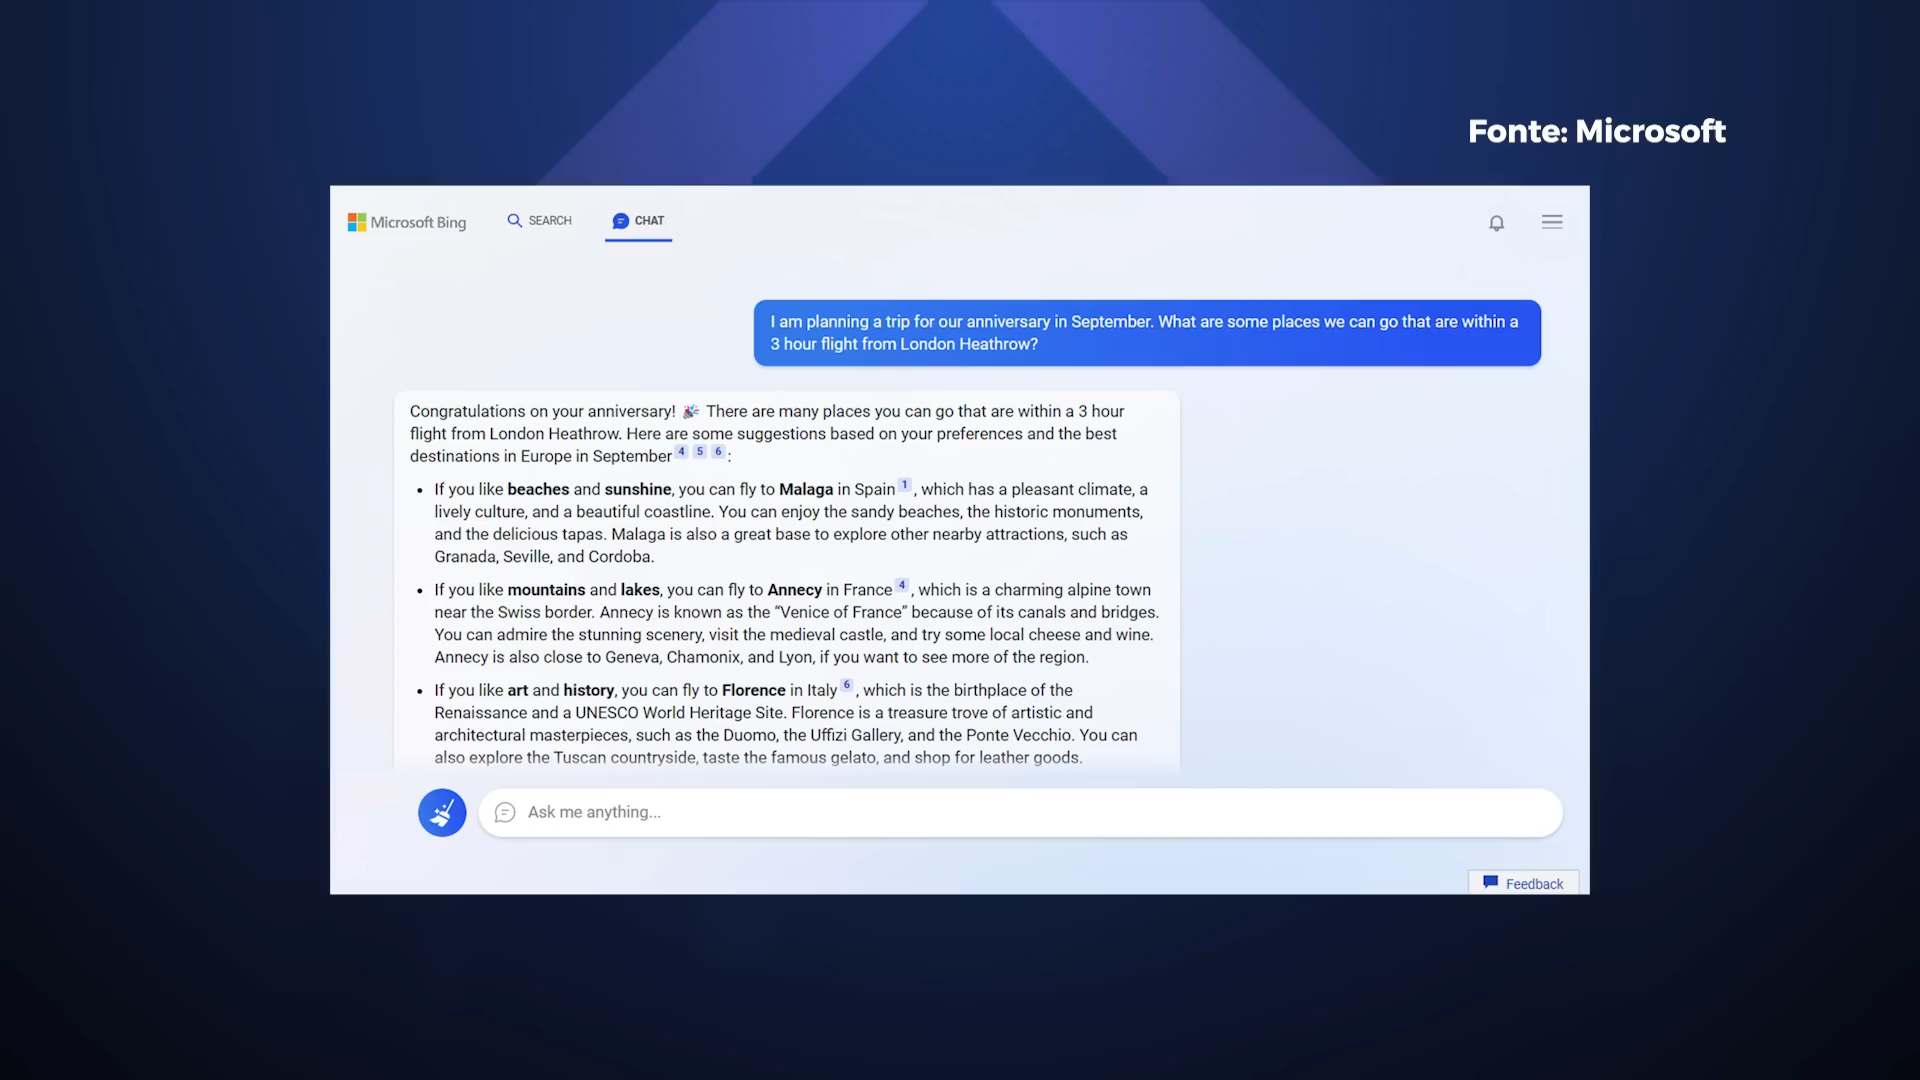 Fonte: Microsoft
Microsoft Bing
SEARCH
CHAT
I am planning a trip for our anniversary in September. What are some places we can go that are within a
3 hour flight from London Heathrow?
Congratulations on your anniversary! 🎉 There are many places you can go that are within a 3 hour
flight from London Heathrow. Here are some suggestions based on your preferences and the best
destinations in Europe in September 4 5 6 :
• If you like beaches and sunshine, you can fly to Malaga in Spain 1 , which has a pleasant climate, a
lively culture, and a beautiful coastline. You can enjoy the sandy beaches, the historic monuments,
and the delicious tapas. Malaga is also a great base to explore other nearby attractions, such as
Granada, Seville, and Cordoba.
• If you like mountains and lakes, you can fly to Annecy in France 4 , which is a charming alpine town
near the Swiss border. Annecy is known as the “Venice of France” because of its canals and bridges.
You can admire the stunning scenery, visit the medieval castle, and try some local cheese and wine.
Annecy is also close to Geneva, Chamonix, and Lyon, if you want to see more of the region.
• If you like art and history, you can fly to Florence in Italy 6 , which is the birthplace of the
Renaissance and a UNESCO World Heritage Site. Florence is a treasure trove of artistic and
architectural masterpieces, such as the Duomo, the Uffizi Gallery, and the Ponte Vecchio. You can
also explore the Tuscan countryside, taste the famous gelato, and shop for leather goods.
Ask me anything...
Feedback